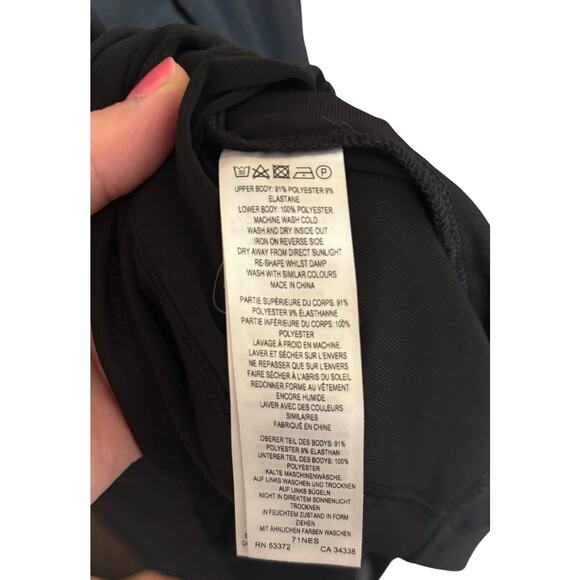 30 P
UPPER BODY: 91% POLYESTER 9%
ELASTANE
LOWER BODY: 100% POLYESTER
MACHINE WASH COLD
WASH AND DRY INSIDE OUT
IRON ON REVERSE SIDE
DRY AWAY FROM DIRECT SUNLIGHT
RE-SHAPE WHILST DAMP
WASH WITH SIMILAR COLOURS
MADE IN CHINA
PARTIE SUPÉRIEURE DU CORPS: 91%
POLYESTER 9% ÉLASTHANNE
PARTIE INFÉRIEURE DU CORPS: 100%
POLYESTER
LAVAGE À FROID EN MACHINE.
LAVER ET SÉCHER SUR L'ENVERS
NE REPASSER QUE SUR L'ENVERS
FAIRE SÉCHER À L'ABRIS DU SOLEIL
REDONNER FORME AU VÊTEMENT
ENCORE HUMIDE
LAVER AVEC DES COULEURS
SIMILAIRES
FABRIQUÉ EN CHINE
OBERER TEIL DES BODYS: 91%
POLYESTER 9% ELASTHAN
UNTERER TEIL DES BODYS: 100%
POLYESTER
KALTE MASCHINENWÄSCHE.
AUF LINKS WASCHEN UND TROCKNEN
AUF LINKS BÜGELN
NICHT IN DIREKTEM SONNENLICHT
TROCKNEN
IN FEUCHTEM ZUSTAND IN FORM
ZIEHEN
MIT ÄHNLICHEN FARBEN WASCHEN
71NES
RN 53372 CA 34338